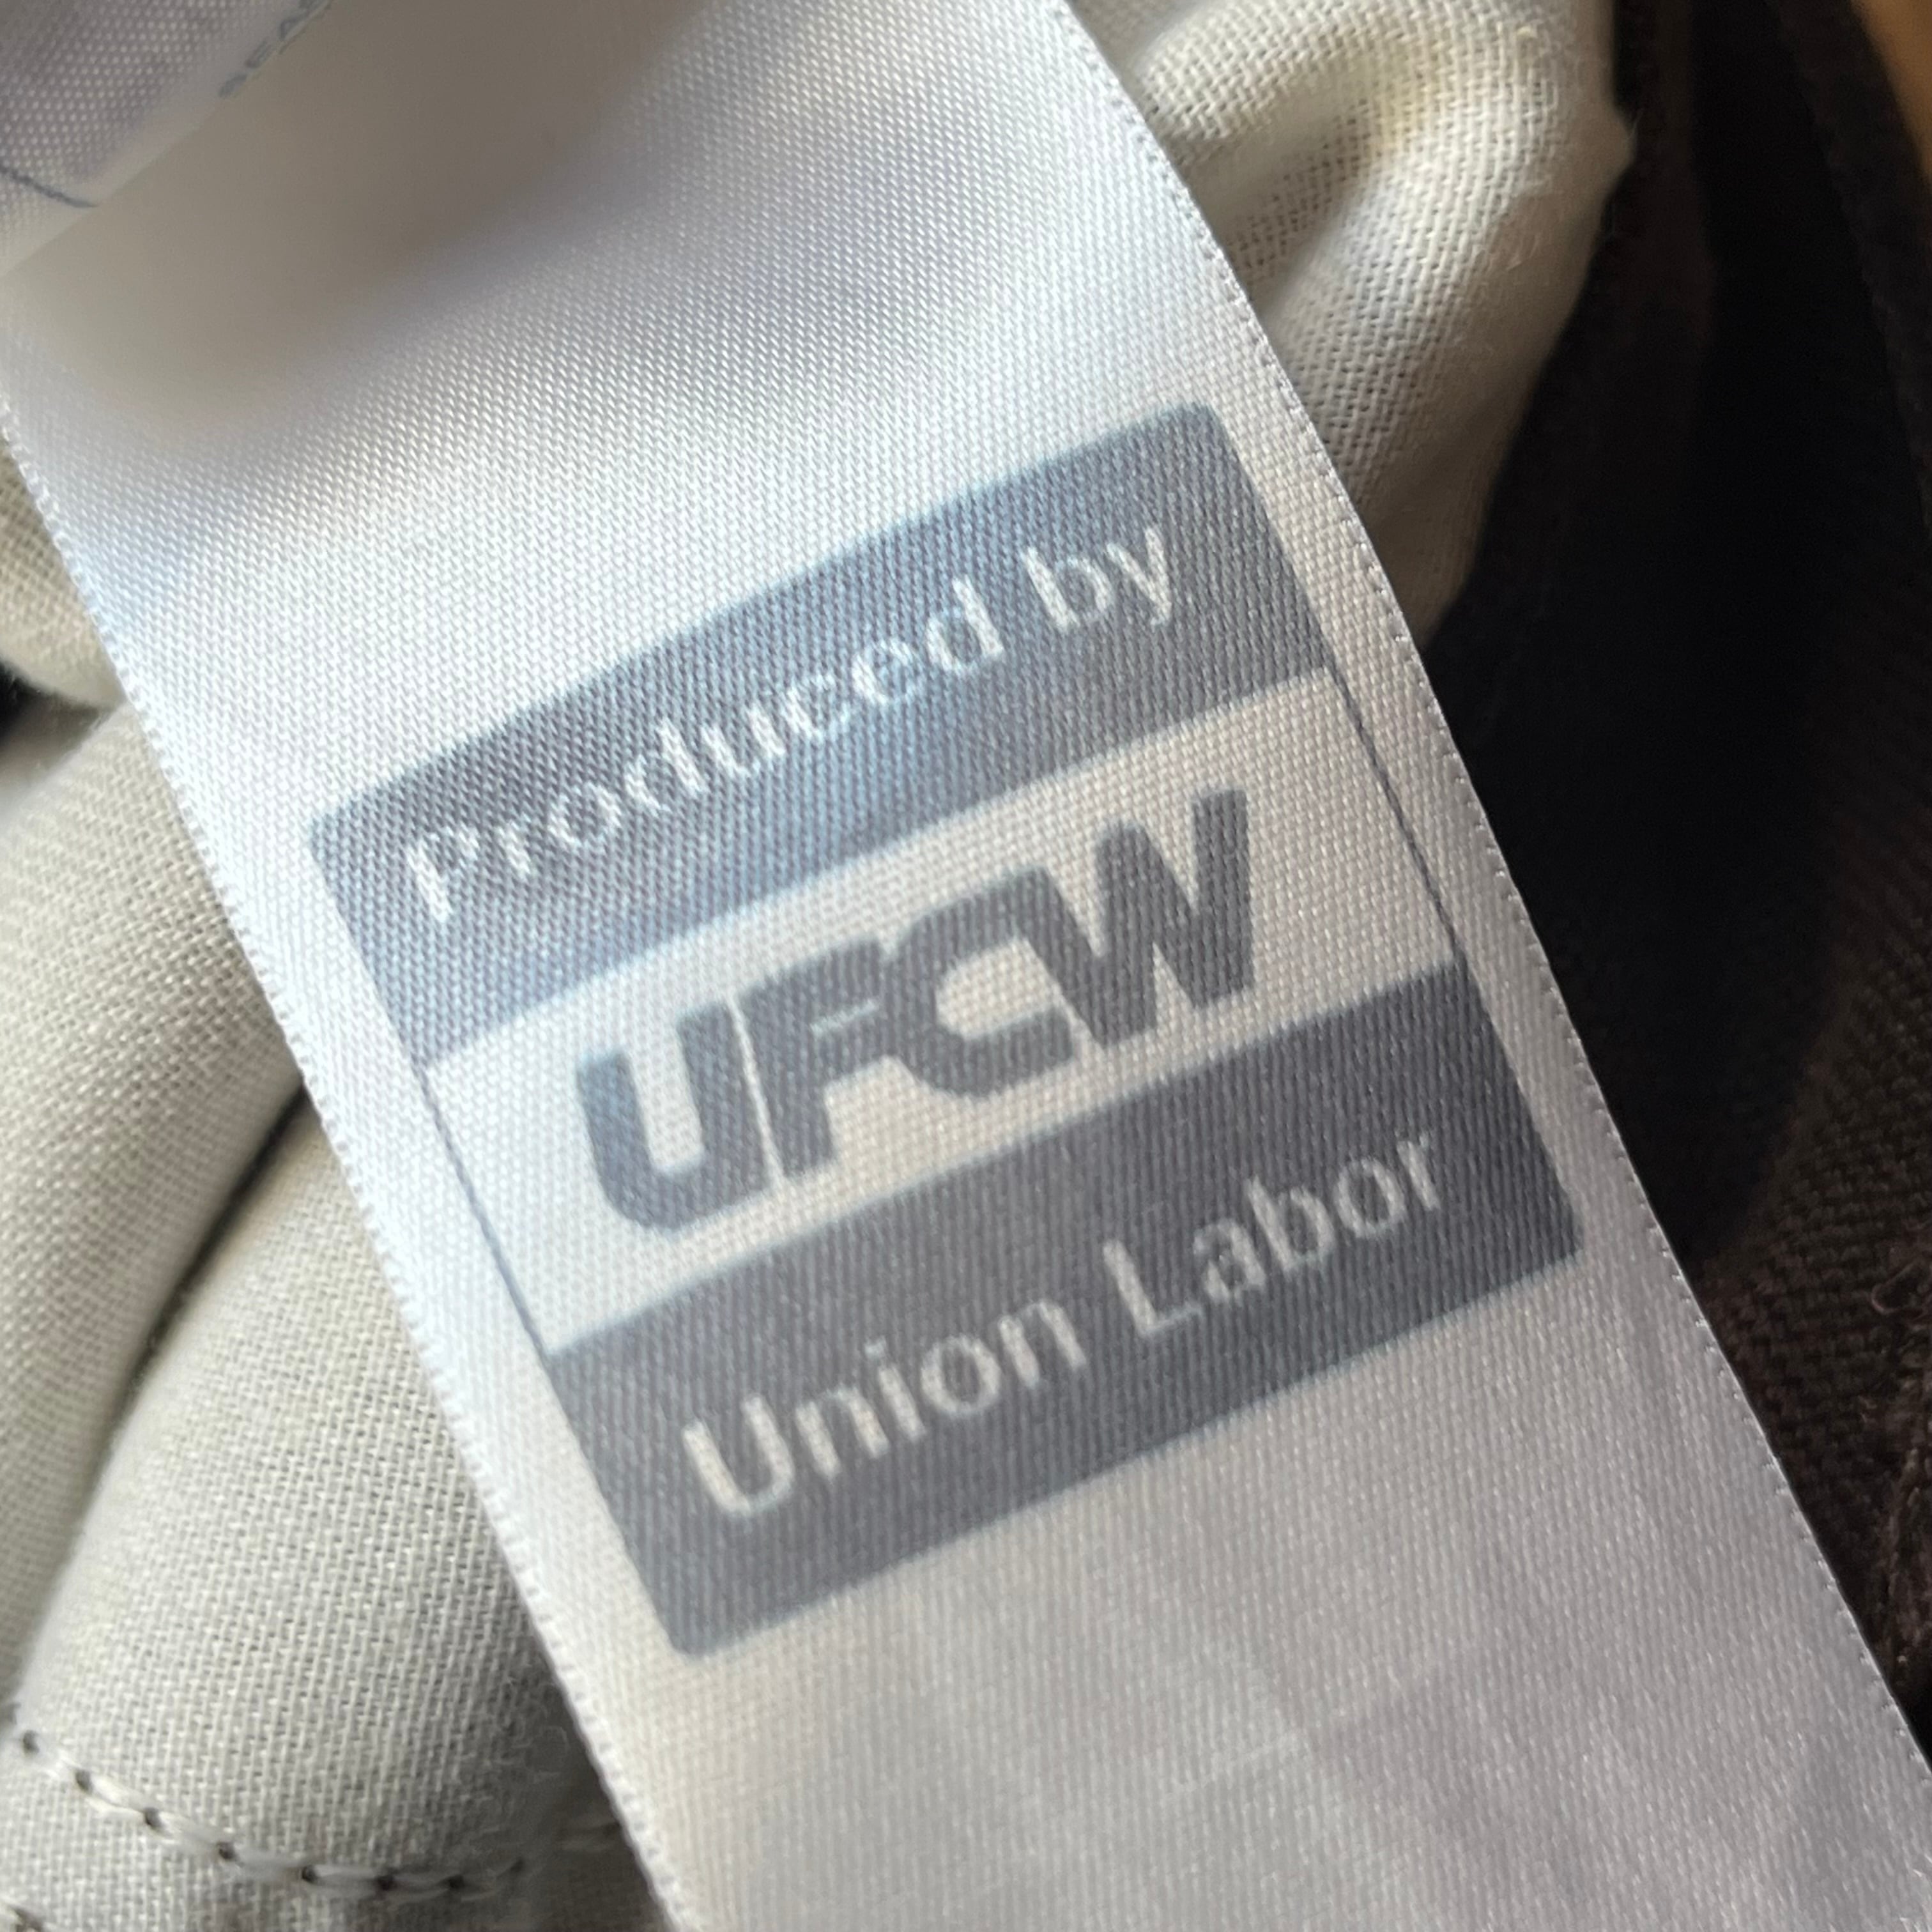 Produced by
UFCW
Union Labor